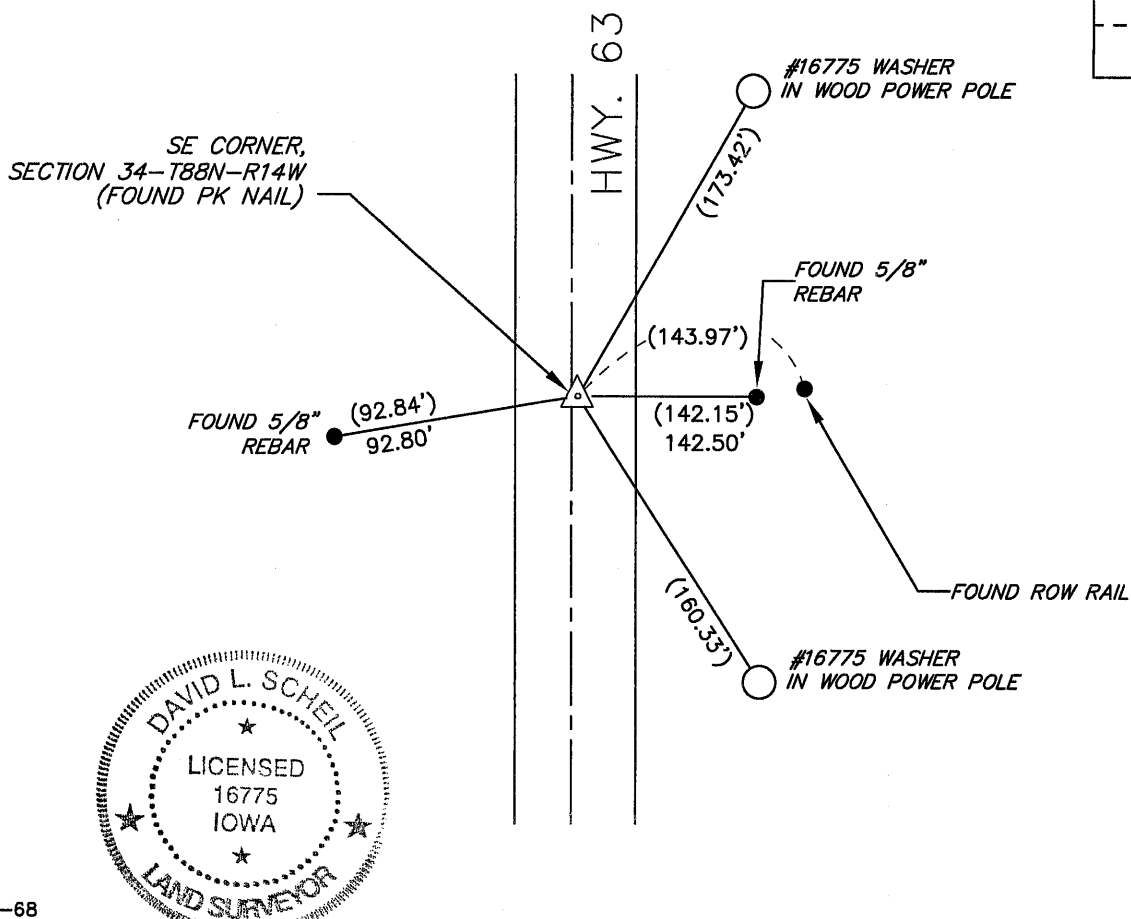 HWY. 63
#16775 WASHER
IN WOOD POWER POLE
SE CORNER,
SECTION 34-T88N-R14W
(FOUND PK NAIL)
(173.42')
FOUND 5/8"
REBAR
(143.97')
FOUND 5/8"
REBAR
(92.84')
92.80'
(142.15')
142.50'
(160.33')
FOUND ROW RAIL
#16775 WASHER
IN WOOD POWER POLE
DAVID L. SCHEIL
LICENSED
16775
IOWA
LAND SURVEYOR
-68